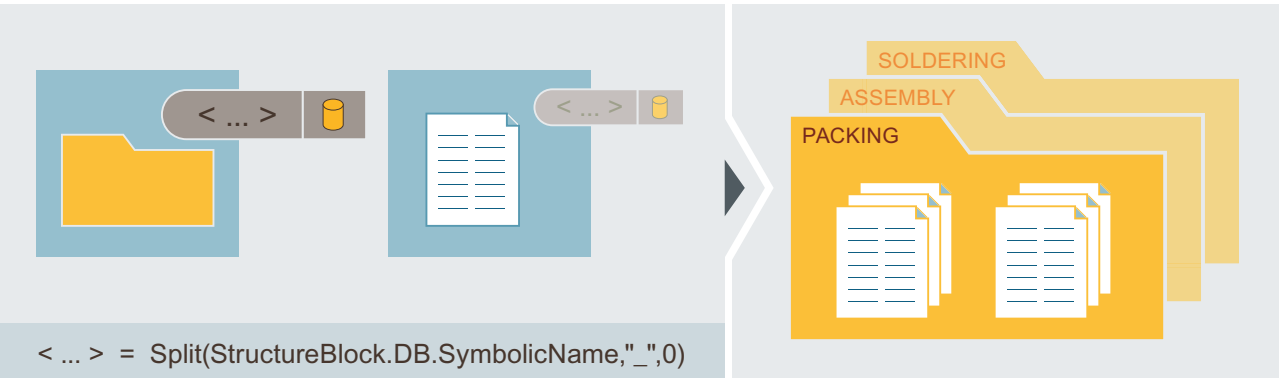 < ... >
< ... >
SOLDERING
ASSEMBLY
PACKING
< ... > = Split(StructureBlock.DB.SymbolicName,"_",0)